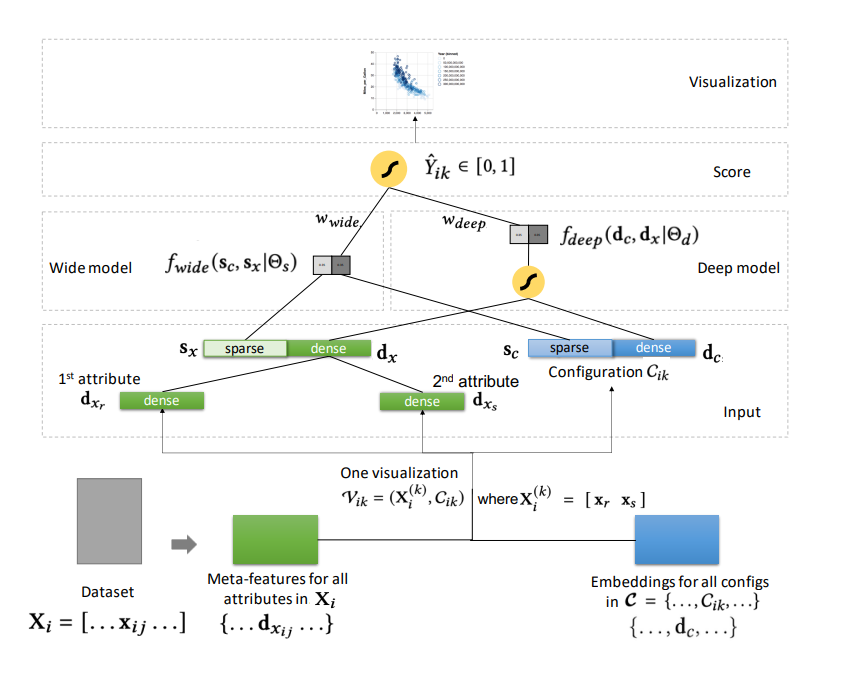 Year (binned)
Visualization
Ŷ_ik ∈ [0, 1]
Score
w_wide
w_deep
f_deep(d_c, d_x|Θ_d)
f_wide(s_c, s_x|Θ_s)
Wide model
Deep model
s_x sparse dense d_x
s_c sparse dense d_c
Configuration C_ik
1st attribute
2nd attribute
d_x_r dense
dense d_x_s
Input
One visualization
𝒱_ik = (X_i^(k), C_ik) where X_i^(k) = [ x_r x_s ]
Dataset
X_i = [... x_ij ...]
Meta-features for all
attributes in X_i
{... d_x_ij ...}
Embeddings for all configs
in 𝒞 = {..., C_ik, ...}
{..., d_c, ...}